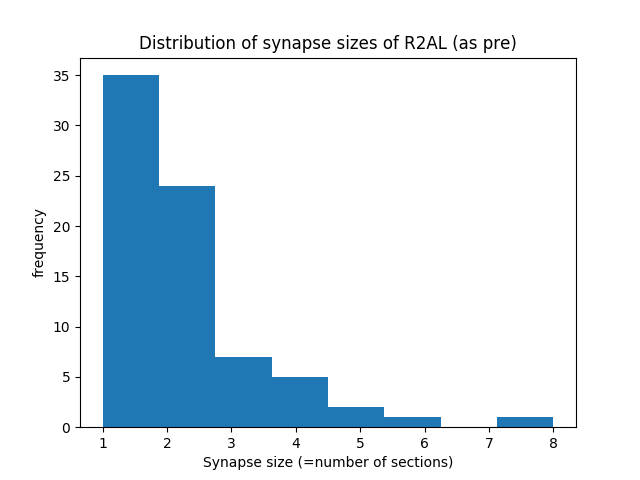 Distribution of synapse sizes of R2AL (as pre)
35
30
25
20
15
10
5
0
frequency
1 2 3 4 5 6 7 8
Synapse size (=number of sections)